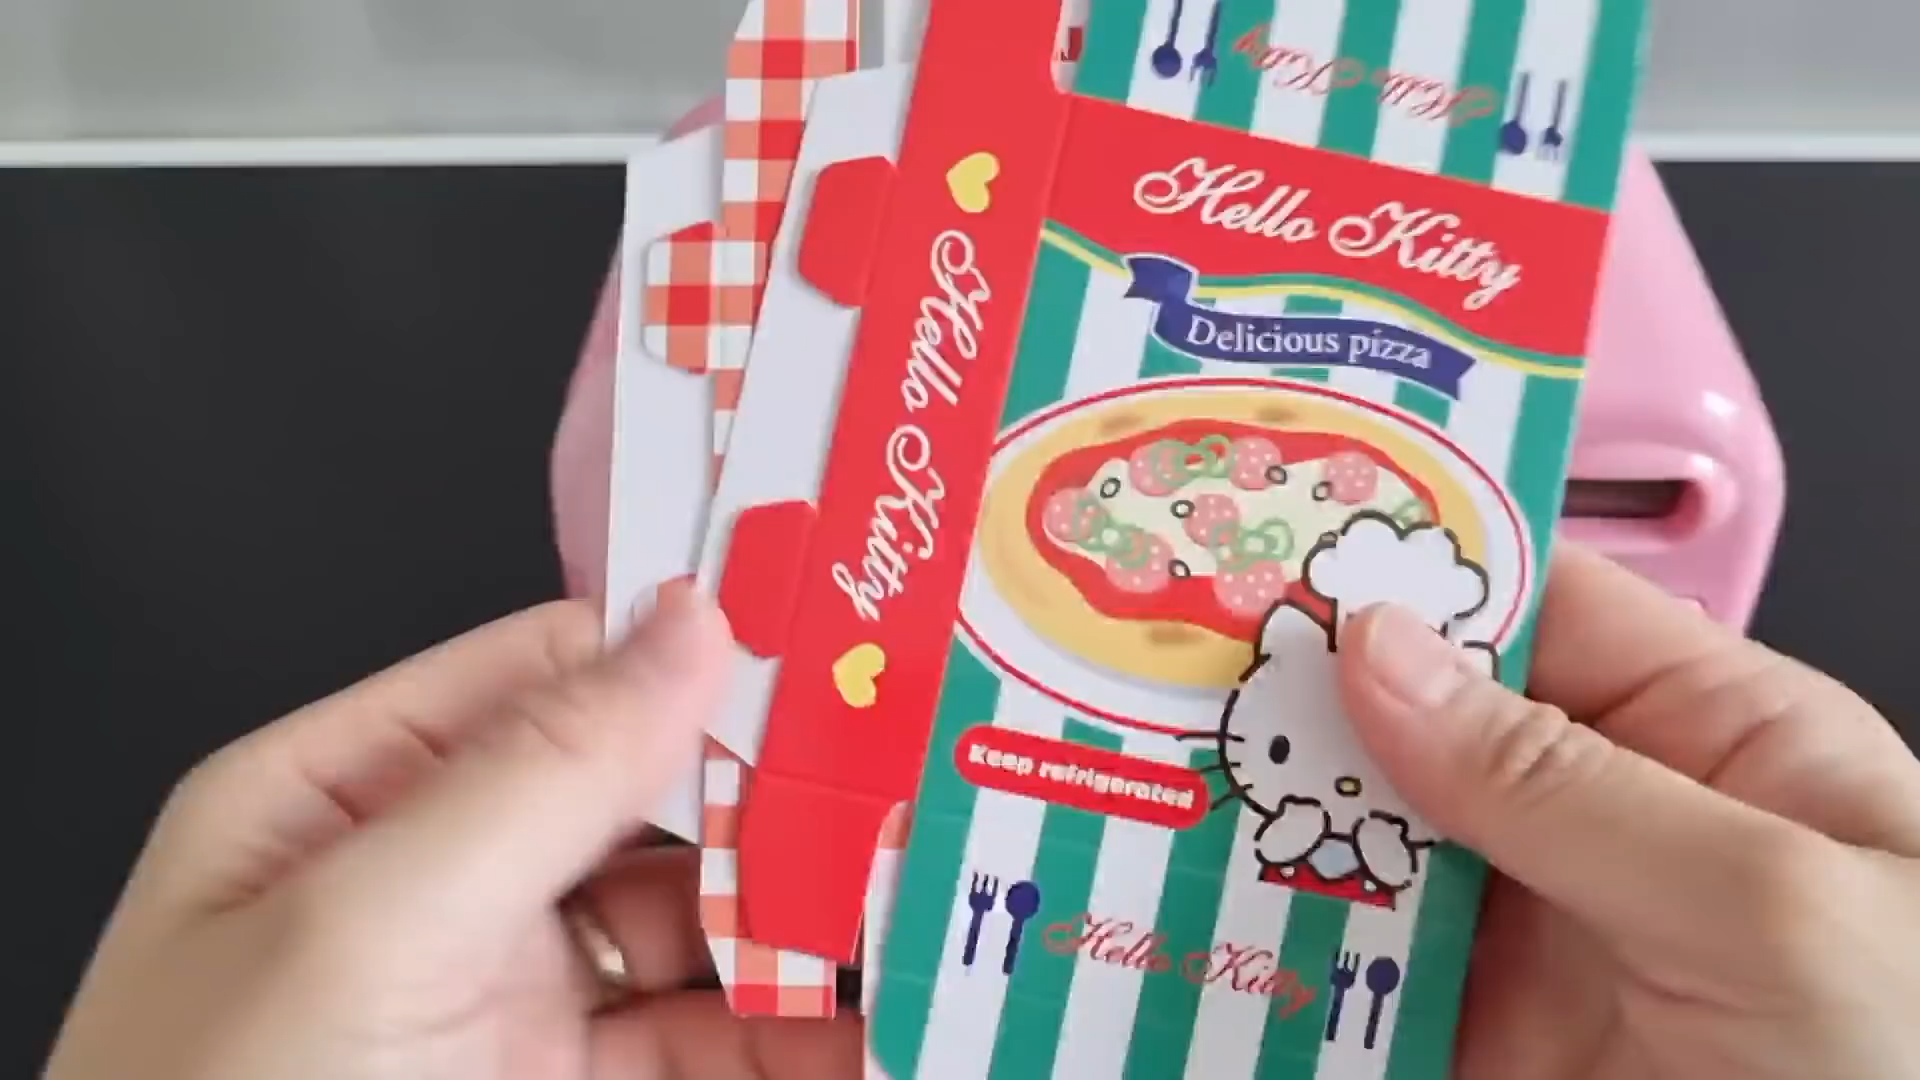 Hello Kitty
Hello Kitty
Delicious pizza
Hello Kitty
Keep refrigerated
Hello Kitty